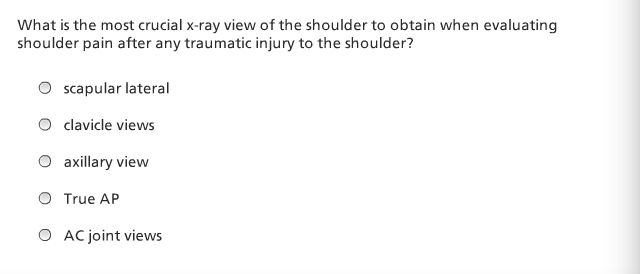 What is the most crucial x-ray view of the shoulder to obtain when evaluating
shoulder pain after any traumatic injury to the shoulder?
scapular lateral
clavicle views
axillary view
True AP
AC joint views